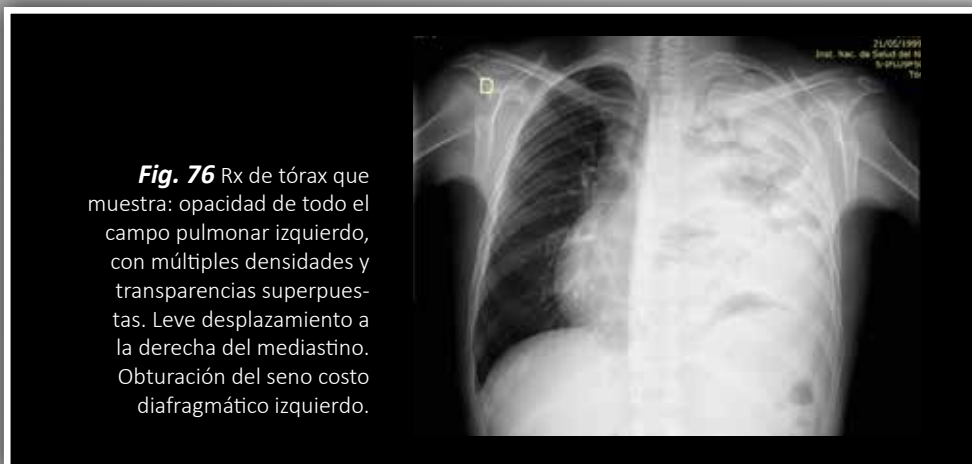 Fig. 76 Rx de tórax que
muestra: opacidad de todo el
campo pulmonar izquierdo,
con múltiples densidades y
transparencias superpues-
tas. Leve desplazamiento a
la derecha del mediastino.
Obturación del seno costo
diafragmático izquierdo.
D
21/05/1999
Inst. Nac. de Salud del N